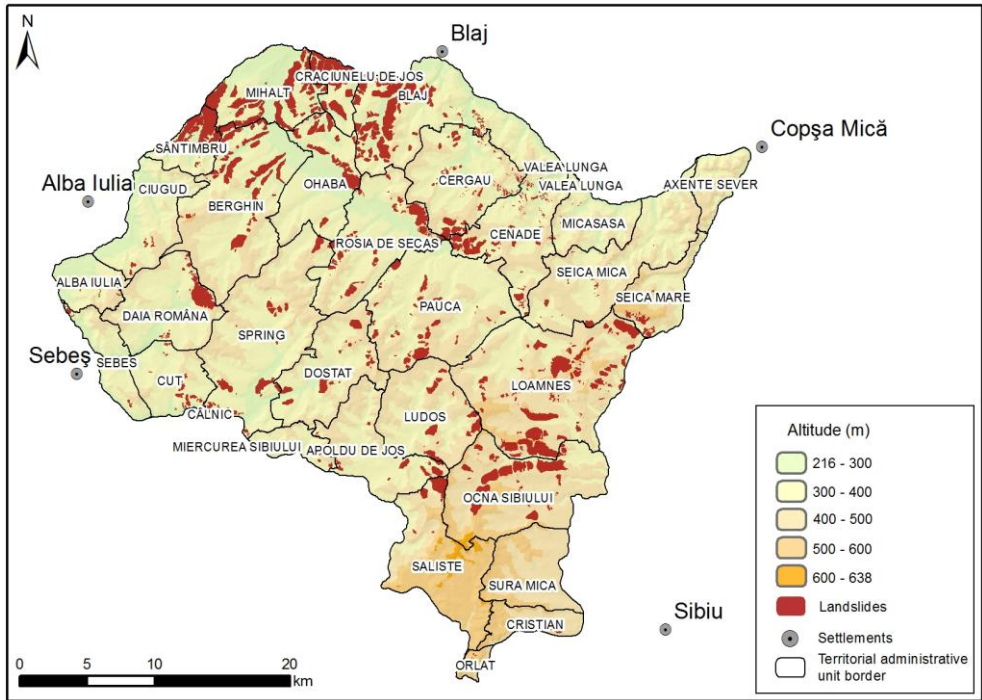 N
Blaj
CRACIUNELU DE JOS
MIHALT
BLAJ
Copşa Mică
SÂNTIMBRU
VALEA LUNGA
Alba Iulia
CIUGUD
OHABA
CERGAU
VALEA LUNGA
AXENTE SEVER
BERGHIN
MICASASA
CENADE
ROSIA DE SECAS
SEICA MICA
ALBA IULIA
SEICA MARE
DAIA ROMÂNA
PAUCA
SPRING
Sebeş
SEBES
CUT
DOSTAT
LOAMNES
CÂLNIC
LUDOS
MIERCUREA SIBIULUI
APOLDU DE JOS
OCNA SIBIULUI
SALISTE
SURA MICA
CRISTIAN
Sibiu
ORLAT
0 5 10 20
km
Altitude (m)
216 - 300
300 - 400
400 - 500
500 - 600
600 - 638
Landslides
Settlements
Territorial administrative
unit border